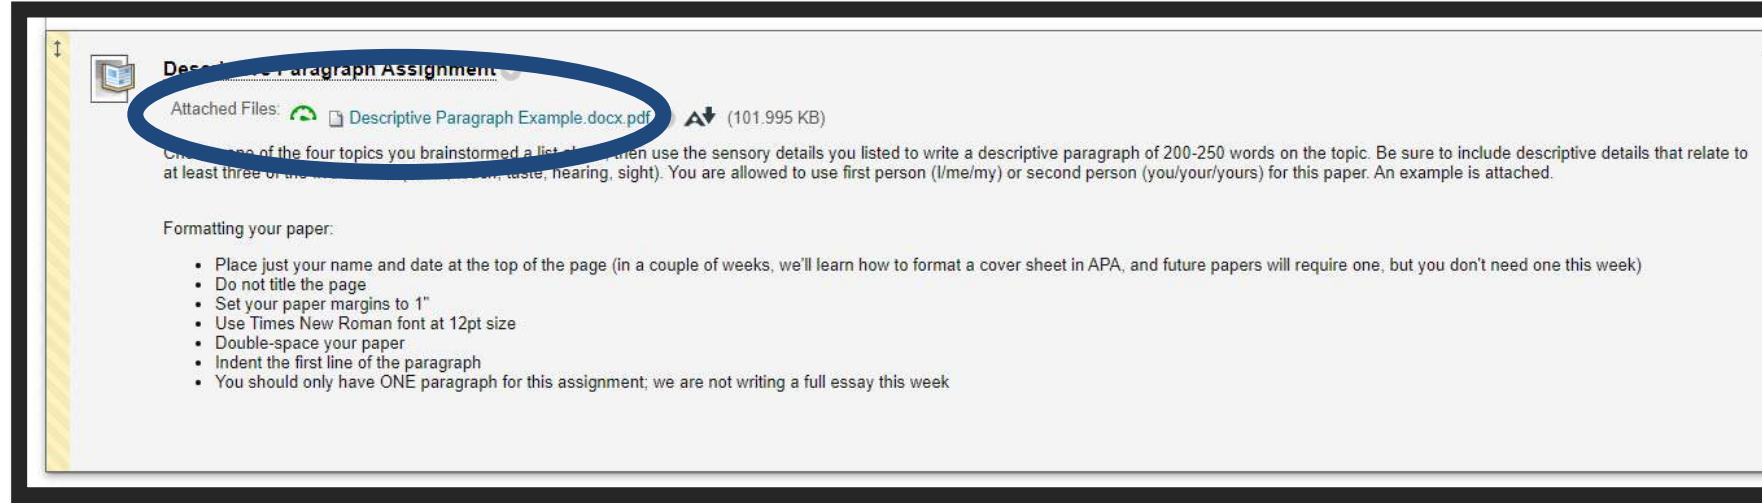 Paragraph Assignment
Attached Files: Descriptive Paragraph Example.docx.pdf (101.995 KB)
of the four topics you brainstormed a list then use the sensory details you listed to write a descriptive paragraph of 200-250 words on the topic. Be sure to include descriptive details that relate to
at least three of the taste, hearing, sight). You are allowed to use first person (I/me/my) or second person (you/your/yours) for this paper. An example is attached.
Formatting your paper:
• Place just your name and date at the top of the page (in a couple of weeks, we'll learn how to format a cover sheet in APA, and future papers will require one, but you don't need one this week)
• Do not title the page
• Set your paper margins to 1"
• Use Times New Roman font at 12pt size
• Double-space your paper
• Indent the first line of the paragraph
• You should only have ONE paragraph for this assignment; we are not writing a full essay this week